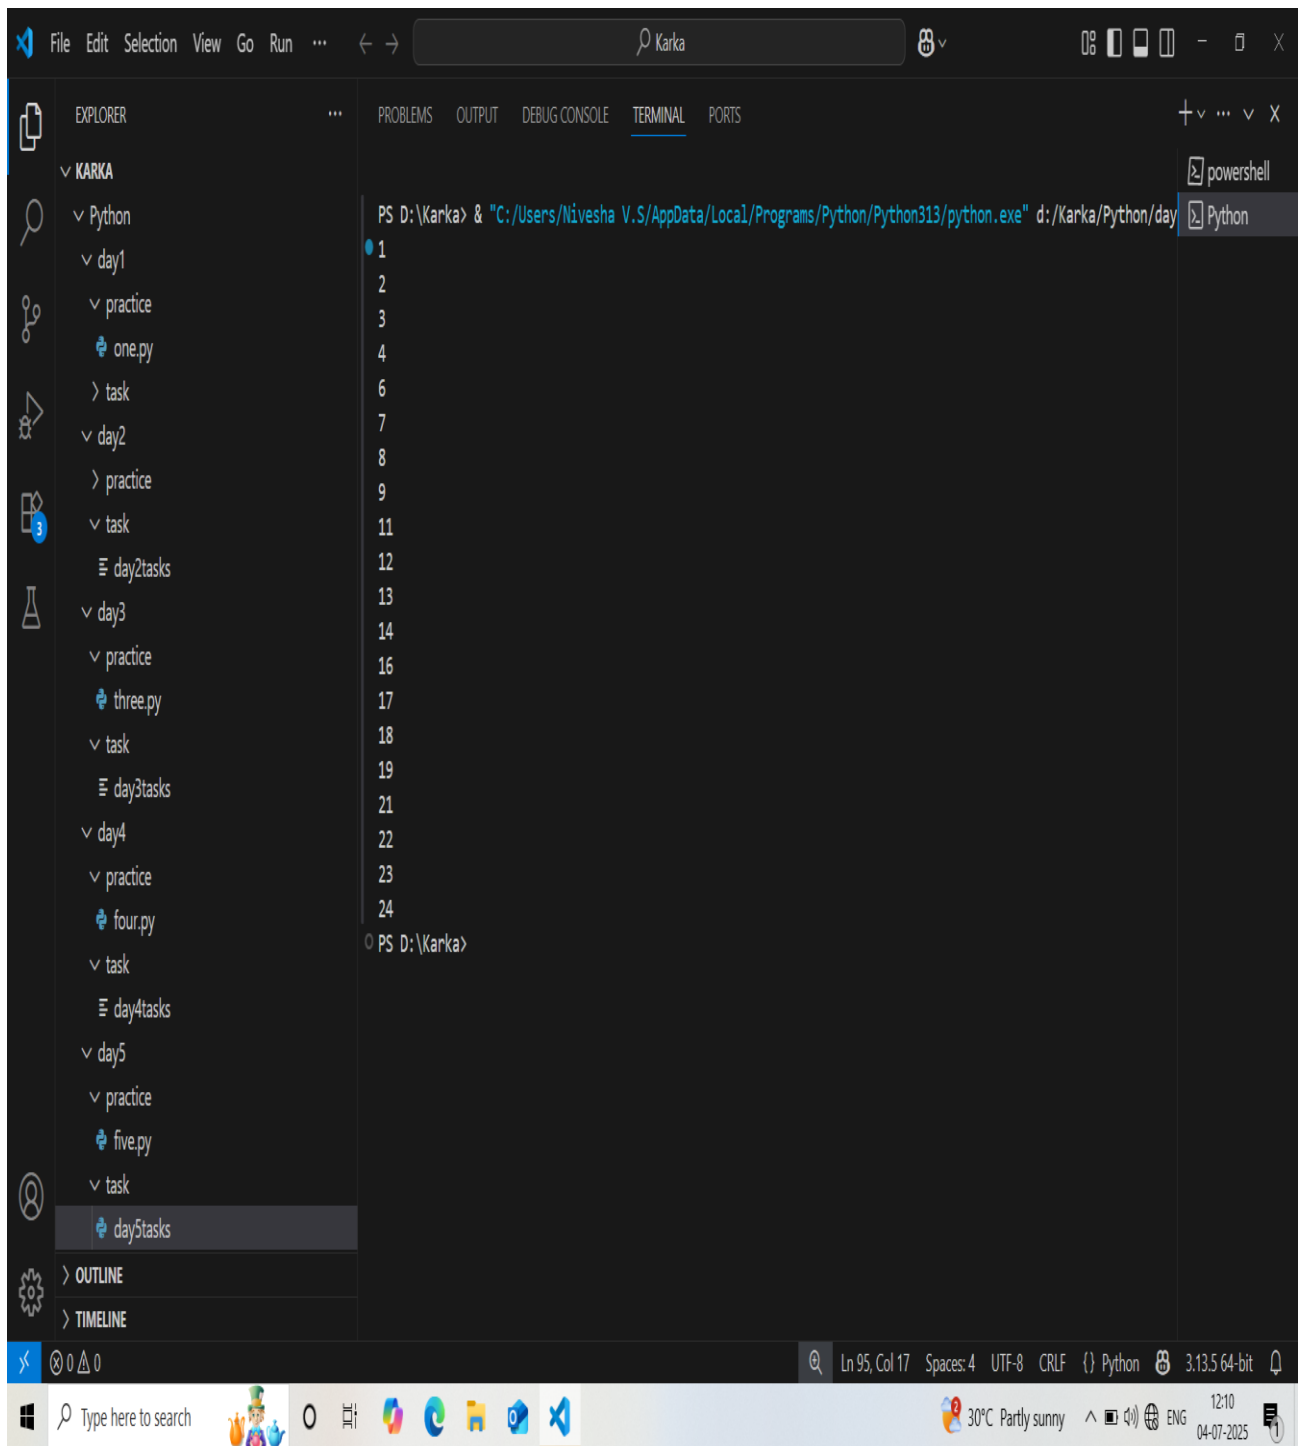 File Edit Selection View Go Run ··· ← → Karka
EXPLORER ···
KARKA
Python
day1
practice
one.py
task
day2
practice
task
day2tasks
day3
practice
three.py
task
day3tasks
day4
practice
four.py
task
day4tasks
day5
practice
five.py
task
day5tasks
OUTLINE
TIMELINE
PROBLEMS OUTPUT DEBUG CONSOLE TERMINAL PORTS
PS D:\Karka> & "C:/Users/Nivesha V.S/AppData/Local/Programs/Python/Python313/python.exe" d:/Karka/Python/day
1
2
3
4
6
7
8
9
11
12
13
14
16
17
18
19
21
22
23
24
PS D:\Karka>
powershell
Python
3
0 0
Ln 95, Col 17 Spaces: 4 UTF-8 CRLF {} Python 3.13.5 64-bit
Type here to search
2
30°C Partly sunny
ENG
12:10
04-07-2025
1